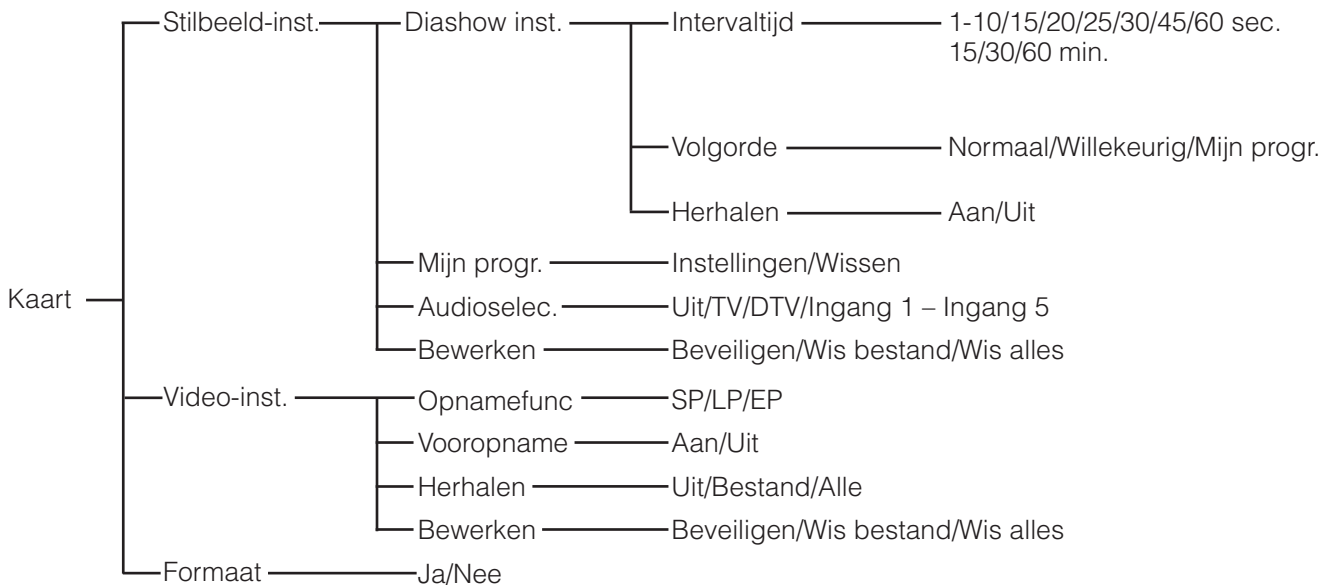 Stilbeeld-inst. Diashow inst. Intervaltijd 1-10/15/20/25/30/45/60 sec.
15/30/60 min.
Volgorde Normaal/Willekeurig/Mijn progr.
Herhalen Aan/Uit
Mijn progr. Instellingen/Wissen
Kaart
Audioselec. Uit/TV/DTV/Ingang 1 – Ingang 5
Bewerken Beveiligen/Wis bestand/Wis alles
Video-inst. Opnamefunc SP/LP/EP
Vooropname Aan/Uit
Herhalen Uit/Bestand/Alle
Bewerken Beveiligen/Wis bestand/Wis alles
Formaat Ja/Nee